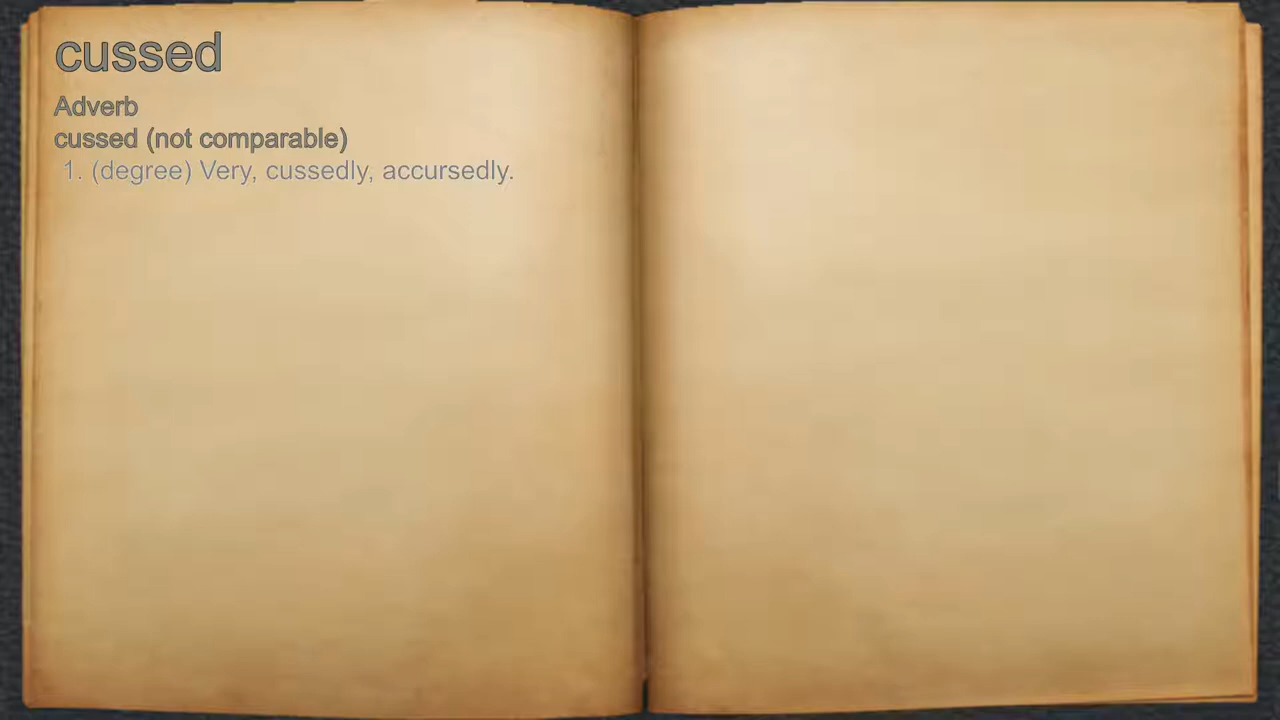 cussed
Adverb
cussed (not comparable)
1. (degree) Very, cussedly, accursedly.